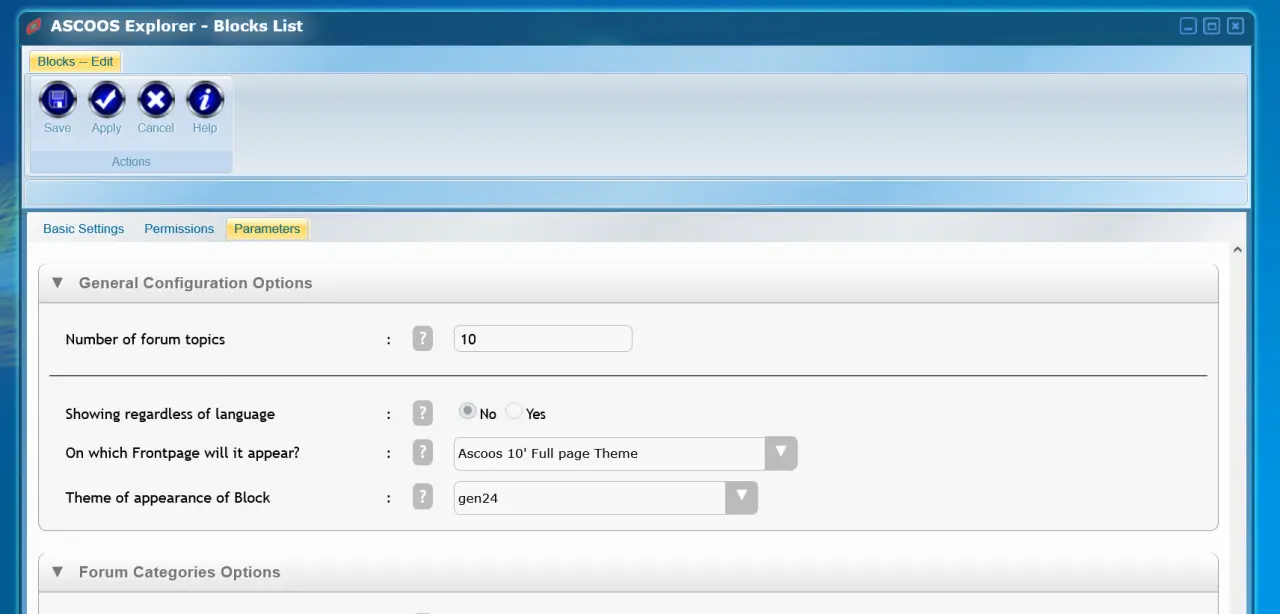 ASCOOS Explorer - Blocks List
Blocks -- Edit
Save Apply Cancel Help
Actions
Basic Settings Permissions Parameters
▼ General Configuration Options
Number of forum topics : ? 10
Showing regardless of language : ? No Yes
On which Frontpage will it appear? : ? Ascoos 10' Full page Theme ▼
Theme of appearance of Block : ? gen24 ▼
▼ Forum Categories Options